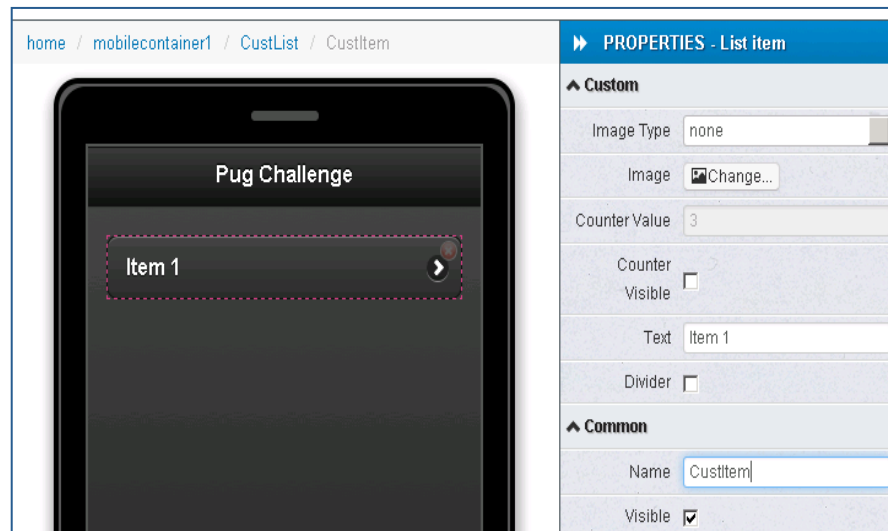 home / mobilecontainer1 / CustList / CustItem
Pug Challenge
Item 1
PROPERTIES - List item
Custom
Image Type none
Image Change...
Counter Value 3
Counter
Visible
Text Item 1
Divider
Common
Name CustItem
Visible